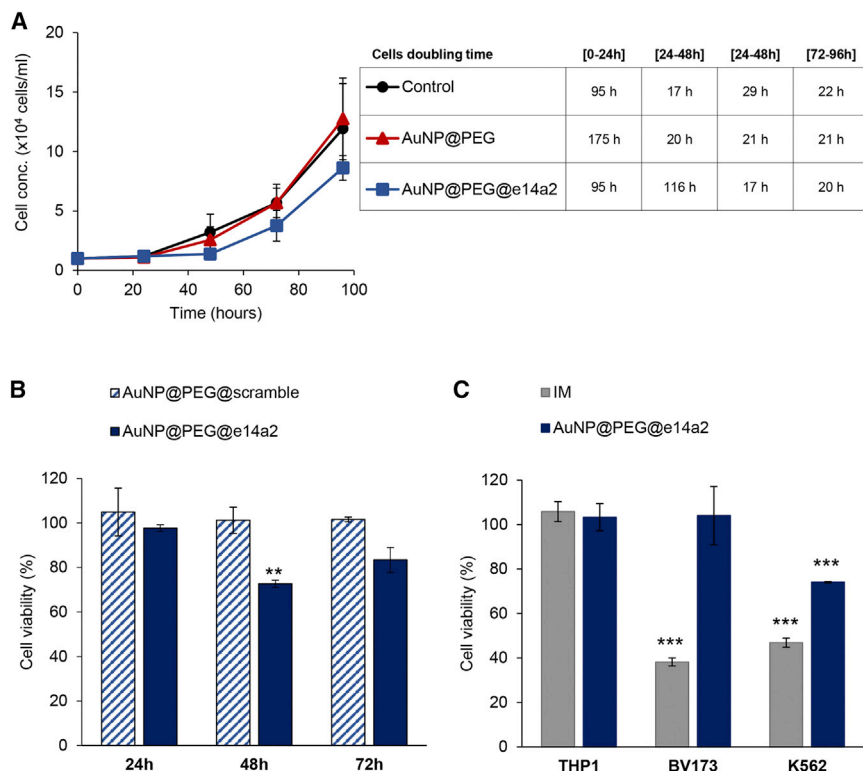 A
Cell conc. (x10⁴ cells/ml)
20
15
10
5
0
0 20 40 60 80 100
Time (hours)
Cells doubling time [0-24h] [24-48h] [24-48h] [72-96h]
Control 95 h 17 h 29 h 22 h
AuNP@PEG 175 h 20 h 21 h 21 h
AuNP@PEG@e14a2 95 h 116 h 17 h 20 h
B
AuNP@PEG@scramble
AuNP@PEG@e14a2
Cell viability (%)
120
100
80
60
40
20
0
**
24h 48h 72h
C
IM
AuNP@PEG@e14a2
Cell viability (%)
120
100
80
60
40
20
0
***
***
***
THP1 BV173 K562